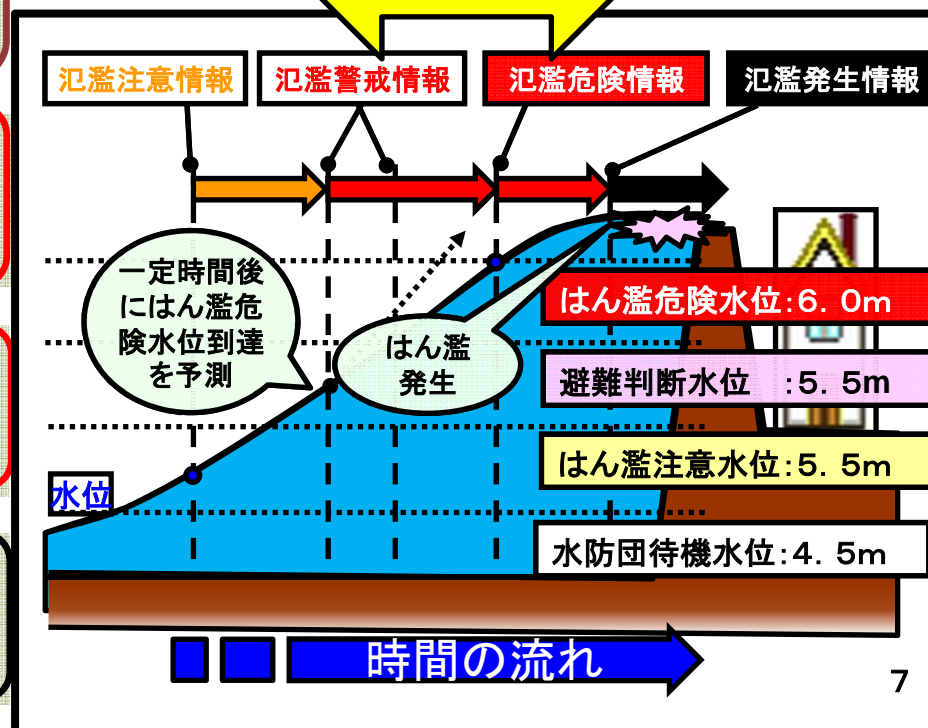 氾濫注意情報 氾濫警戒情報 氾濫危険情報 氾濫発生情報
一定時間後
にはん濫危
険水位到達
を予測
はん濫
発生
はん濫危険水位:6.0m
避難判断水位 :5.5m
はん濫注意水位:5.5m
水位
水防団待機水位:4.5m
時間の流れ
7